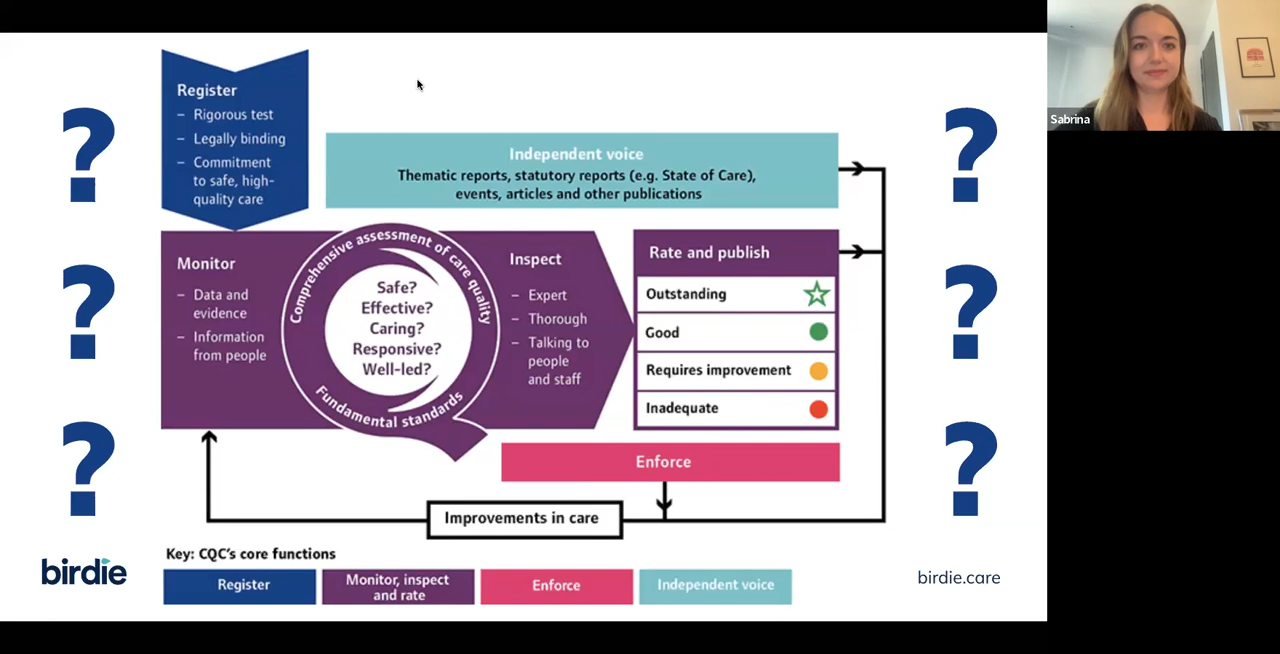 ?
?
?
Register
– Rigorous test
– Legally binding
– Commitment
to safe, high-
quality care
Independent voice
Thematic reports, statutory reports (e.g. State of Care),
events, articles and other publications
Monitor
– Data and
evidence
– Information
from people
Comprehensive assessment of care quality
Safe?
Effective?
Caring?
Responsive?
Well-led?
Fundamental standards
Inspect
– Expert
– Thorough
– Talking to
people
and staff
Rate and publish
Outstanding
Good
Requires improvement
Inadequate
Enforce
Improvements in care
Key: CQC's core functions
Register
Monitor, inspect
and rate
Enforce
Independent voice
birdie
birdie.care
?
?
?
Sabrina